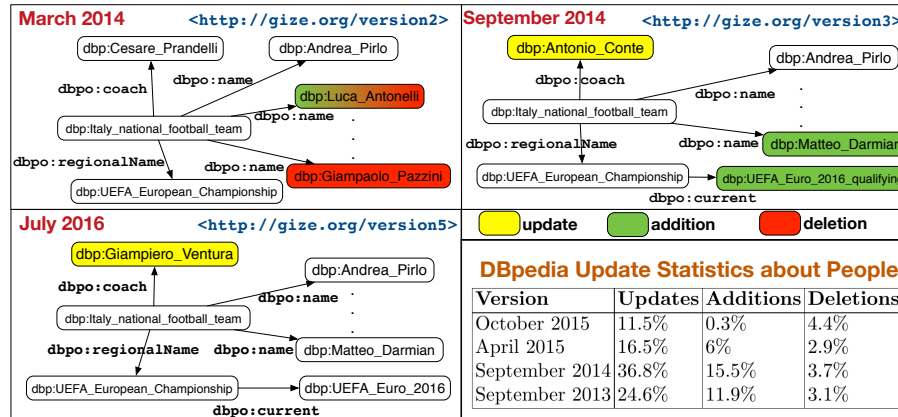 March 2014 <http://gize.org/version2>
dbp:Cesare_Prandelli
dbp:Andrea_Pirlo
dbpo:coach
dbpo:name
dbp:Luca_Antonelli
dbp:Italy_national_football_team
dbpo:name
.
.
.
dbpo:regionalName
dbpo:name
dbp:Giampaolo_Pazzini
dbp:UEFA_European_Championship
September 2014 <http://gize.org/version3>
dbp:Antonio_Conte
dbp:Andrea_Pirlo
dbpo:coach
dbpo:name
.
.
.
dbp:Italy_national_football_team
dbpo:regionalName
dbpo:name
dbp:Matteo_Darmian
dbp:UEFA_European_Championship
dbp:UEFA_Euro_2016_qualifying
dbpo:current
update addition deletion
July 2016 <http://gize.org/version5>
dbp:Giampiero_Ventura
dbp:Andrea_Pirlo
dbpo:coach
dbpo:name
.
.
.
dbp:Italy_national_football_team
dbpo:regionalName
dbpo:name
dbp:Matteo_Darmian
dbp:UEFA_European_Championship
dbp:UEFA_Euro_2016
dbpo:current
DBpedia Update Statistics about People
Version Updates Additions Deletions
October 2015 11.5% 0.3% 4.4%
April 2015 16.5% 6% 2.9%
September 2014 36.8% 15.5% 3.7%
September 2013 24.6% 11.9% 3.1%